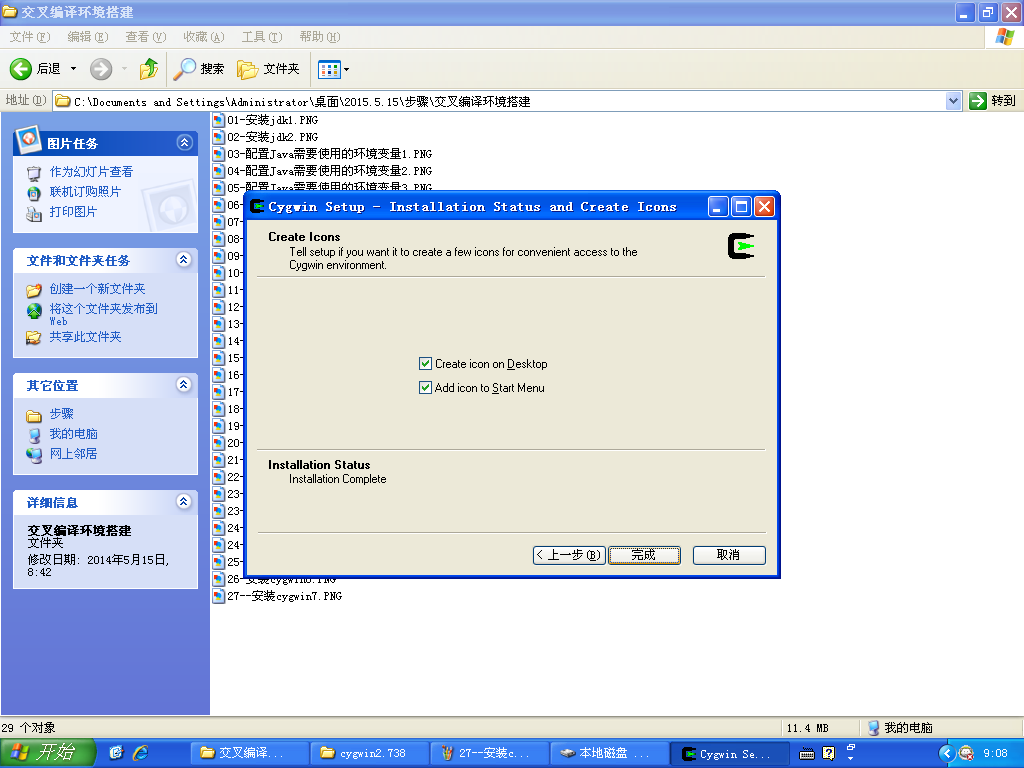 交叉编译环境搭建
文件(F) 编辑(E) 查看(V) 收藏(A) 工具(T) 帮助(H)
后退 搜索 文件夹
地址(D) C:\Documents and Settings\Administrator\桌面\2015.5.15\步骤\交叉编译环境搭建 转到
图片任务
作为幻灯片查看
联机订购照片
打印图片
文件和文件夹任务
创建一个新文件夹
将这个文件夹发布到
Web
共享此文件夹
其它位置
步骤
我的电脑
网上邻居
详细信息
交叉编译环境搭建
文件夹
修改日期: 2014年5月15日,
8:42
01-安装jdk1.PNG
02-安装jdk2.PNG
03-配置Java需要使用的环境变量1.PNG
04-配置Java需要使用的环境变量2.PNG
05-配置Java需要使用的环境变量3.PNG
06-
07-
08-
09-
10-
11-
12-
13-
14-
15-
16-
17-
18-
19-
20-
21-
22-
23-
23-
24-
24-
25-
26-安装cygwin6.PNG
27--安装cygwin7.PNG
Cygwin Setup - Installation Status and Create Icons
Create Icons
Tell setup if you want it to create a few icons for convenient access to the
Cygwin environment.
Create icon on Desktop
Add icon to Start Menu
Installation Status
Installation Complete
< 上一步(B) 完成 取消
29 个对象 11.4 MB 我的电脑
开始 交叉编译... cygwin2.738 27--安装c... 本地磁盘 ... Cygwin Se... 9:08